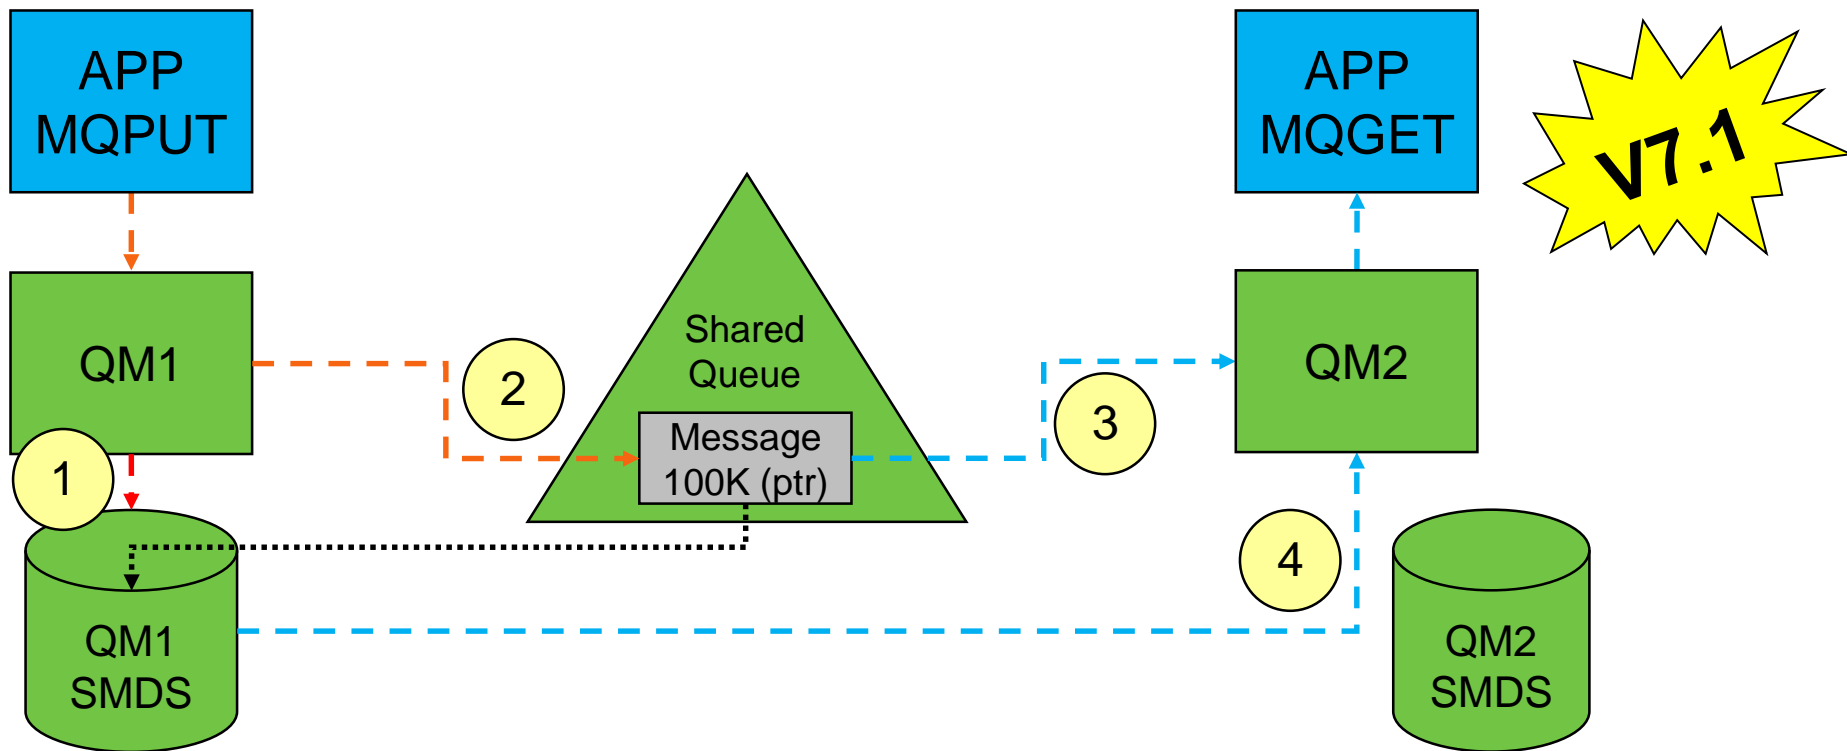 APP
MQPUT
APP
MQGET
V7.1
QM1
Shared
Queue
QM2
2
Message
100K (ptr)
3
1
4
QM1
SMDS
QM2
SMDS